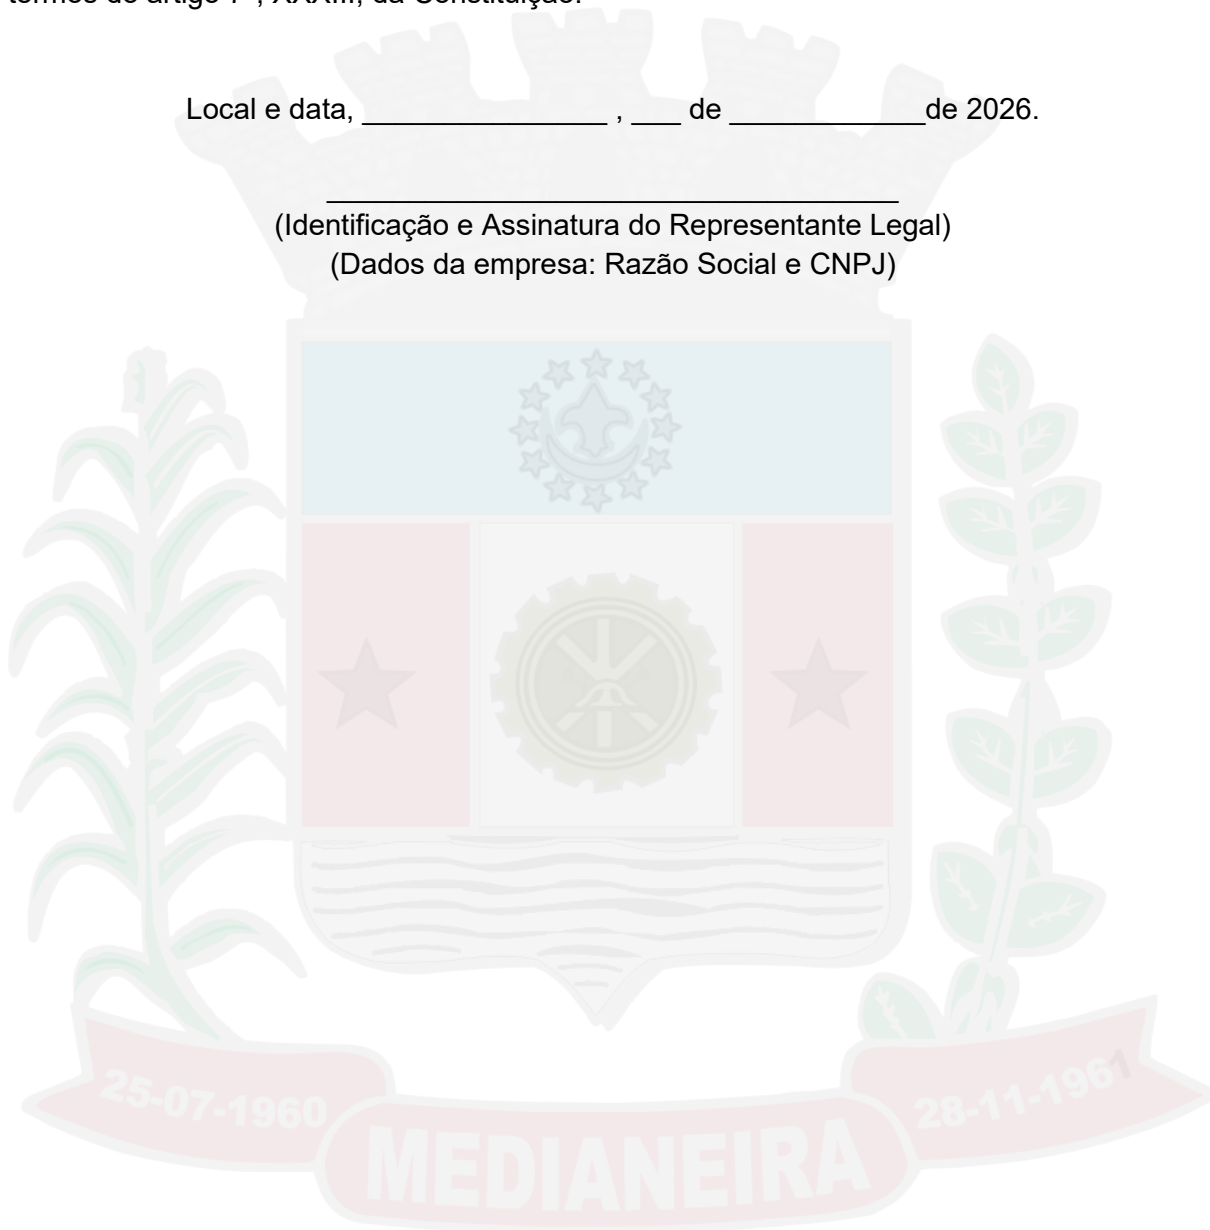 termos do artigo 7°, XXXIII, da Constituição.
Local e data, _______________ , ___ de ____________de 2026.
___________________________________
(Identificação e Assinatura do Representante Legal)
(Dados da empresa: Razão Social e CNPJ)
25-07-1960
28-11-1961
MEDIANEIRA